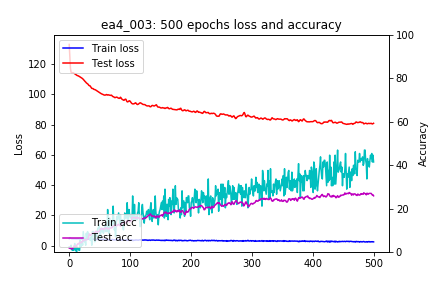 ea4_003: 500 epochs loss and accuracy
Train loss
Test loss
Train acc
Test acc
Loss
Accuracy
0
20
40
60
80
100
120
0
20
40
60
80
100
0
100
200
300
400
500